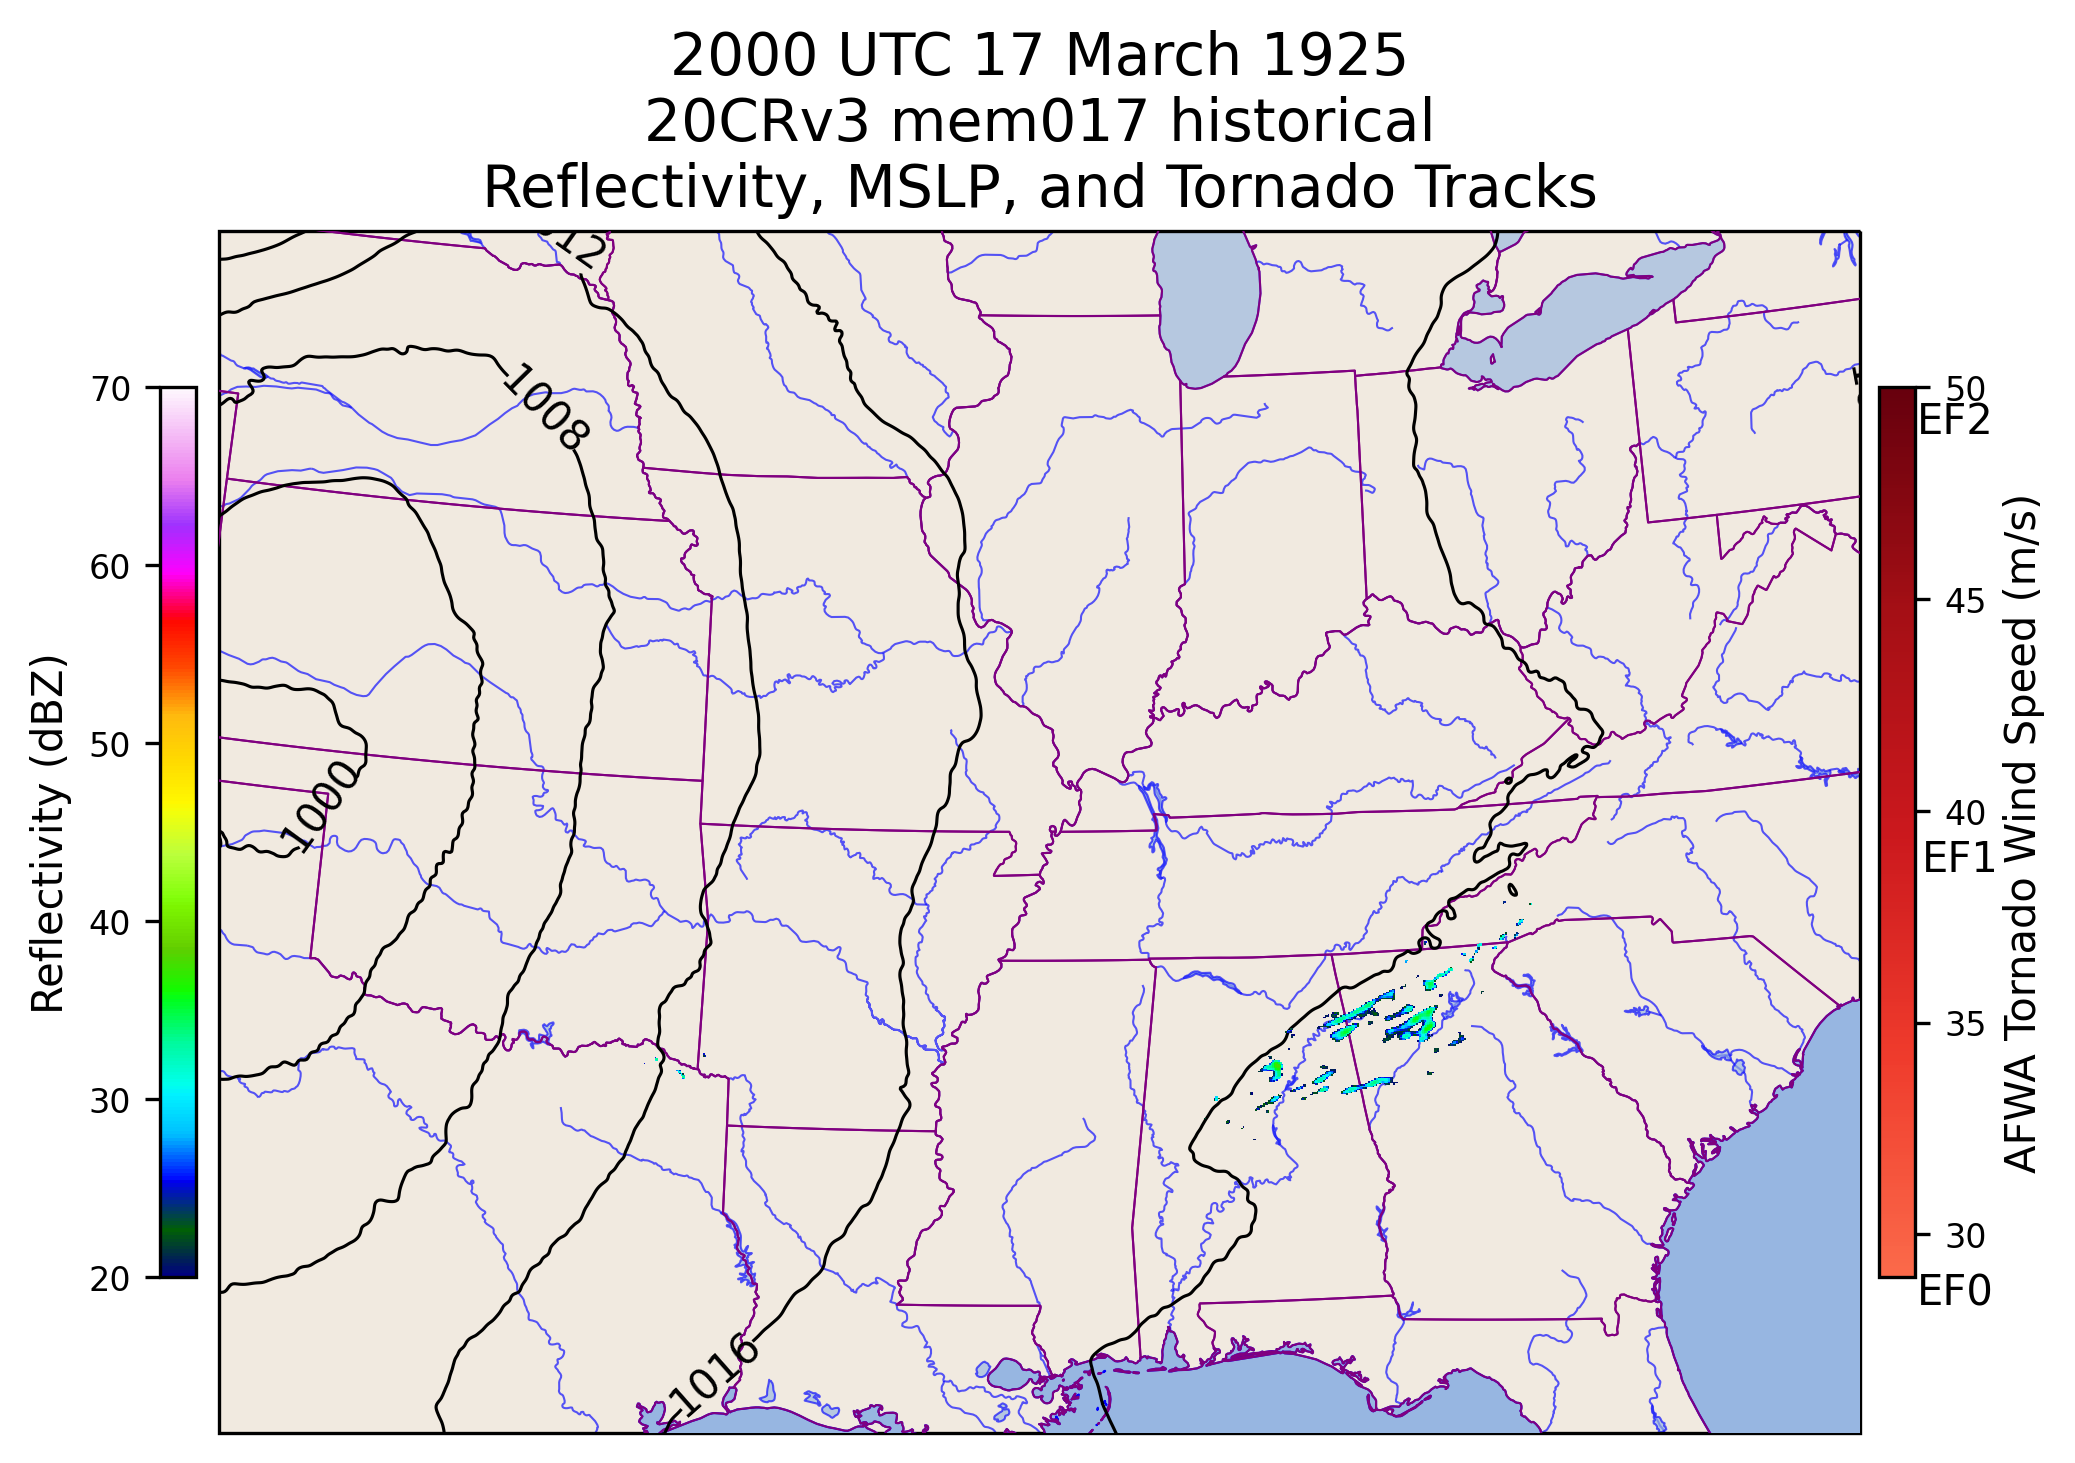 2000 UTC 17 March 1925
20CRv3 mem017 historical
Reflectivity, MSLP, and Tornado Tracks
1008
1000
1016
70
60
50
40
30
20
Reflectivity (dBZ)
50
EF2
45
40
EF1
35
30
EF0
AFWA Tornado Wind Speed (m/s)